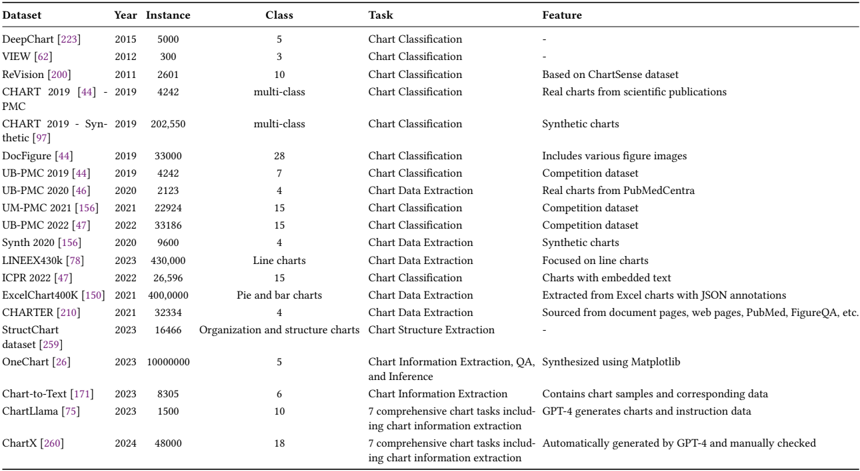 Dataset Year Instance Class Task Feature
DeepChart [223] 2015 5000 5 Chart Classification -
VIEW [62] 2012 300 3 Chart Classification -
ReVision [200] 2011 2601 10 Chart Classification Based on ChartSense dataset
CHART 2019 [44] - 2019 4242 multi-class Chart Classification Real charts from scientific publications
PMC
CHART 2019 - Syn- 2019 202,550 multi-class Chart Classification Synthetic charts
thetic [97]
DocFigure [44] 2019 33000 28 Chart Classification Includes various figure images
UB-PMC 2019 [44] 2019 4242 7 Chart Classification Competition dataset
UB-PMC 2020 [46] 2020 2123 4 Chart Data Extraction Real charts from PubMedCentra
UM-PMC 2021 [156] 2021 22924 15 Chart Classification Competition dataset
UB-PMC 2022 [47] 2022 33186 15 Chart Classification Competition dataset
Synth 2020 [156] 2020 9600 4 Chart Data Extraction Synthetic charts
LINEEX430k [78] 2023 430,000 Line charts Chart Data Extraction Focused on line charts
ICPR 2022 [47] 2022 26,596 15 Chart Classification Charts with embedded text
ExcelChart400K [150] 2021 400,0000 Pie and bar charts Chart Data Extraction Extracted from Excel charts with JSON annotations
CHARTER [210] 2021 32334 4 Chart Data Extraction Sourced from document pages, web pages, PubMed, FigureQA, etc.
StructChart 2023 16466 Organization and structure charts Chart Structure Extraction -
dataset [259]
OneChart [26] 2023 10000000 5 Chart Information Extraction, QA, Synthesized using Matplotlib
and Inference
Chart-to-Text [171] 2023 8305 6 Chart Information Extraction Contains chart samples and corresponding data
ChartLlama [75] 2023 1500 10 7 comprehensive chart tasks includ- GPT-4 generates charts and instruction data
ing chart information extraction
ChartX [260] 2024 48000 18 7 comprehensive chart tasks includ- Automatically generated by GPT-4 and manually checked
ing chart information extraction